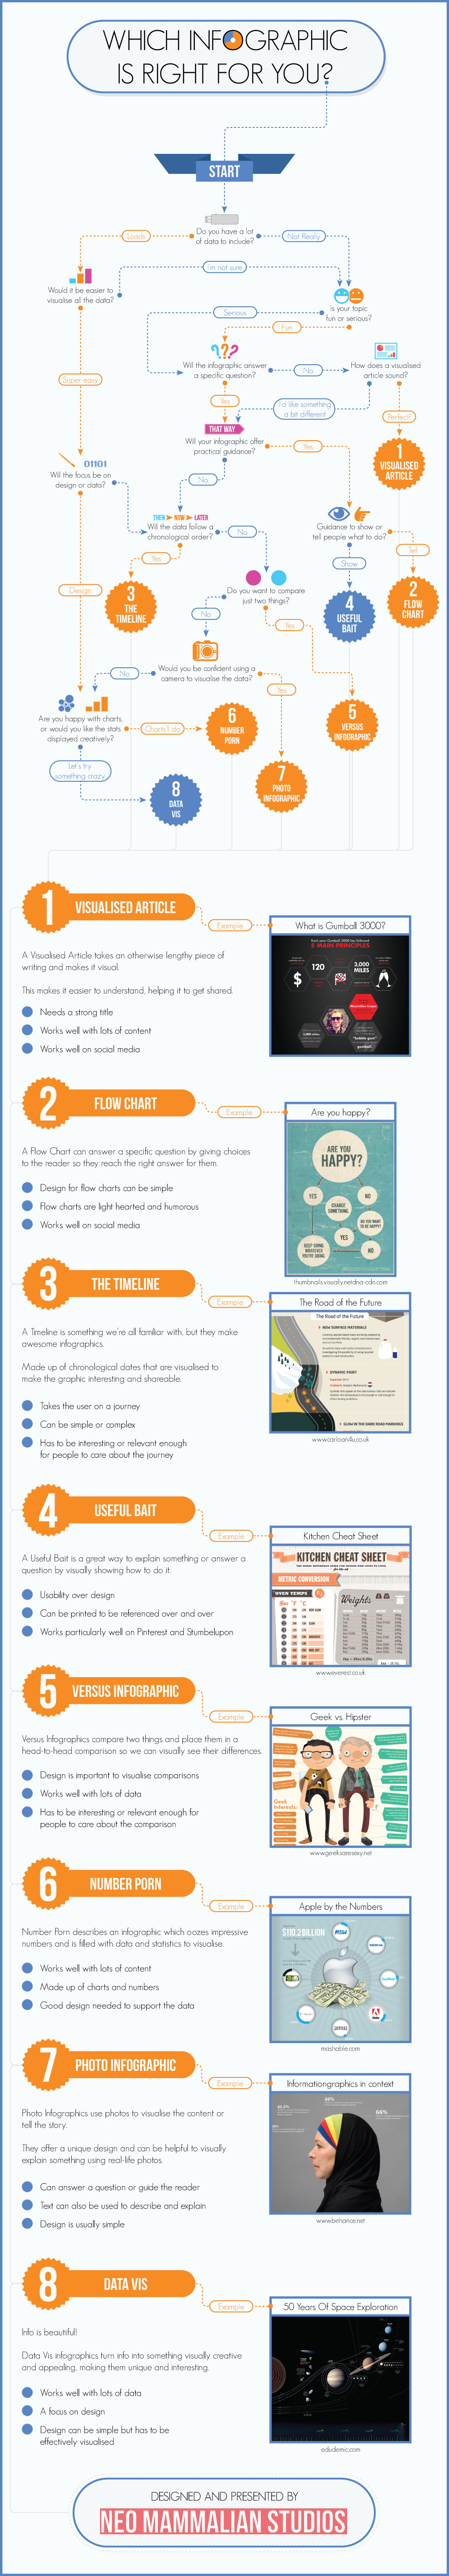 WHICH INFOGRAPHIC
IS RIGHT FOR YOU?
START
Do you have a lot
of data to include?
Loads
Not Really
Would it be easier to
visualise all the data?
I'm not sure
Is your topic
fun or serious?
Serious
Fun
Will the infographic answer
a specific question?
No
How does a visualised
article sound?
Super easy
Yes
I'd like something
a bit different
Perfect!
THAT WAY
Will your infographic offer
practical guidance?
Yes
1
VISUALISED
ARTICLE
01101
Will the focus be on
design or data?
No
THEN NOW LATER
Will the data follow a
chronological order?
No
Guidance to show or
tell people what to do?
Tell
Yes
Show
Design
3
THE
TIMELINE
Do you want to compare
just two things?
4
USEFUL
BAIT
2
FLOW
CHART
No
Yes
Would you be confident using a
camera to visualise the data?
No
Yes
Are you happy with charts,
or would you like the stats
displayed creatively?
Charts'll do
6
NUMBER
PORN
5
VERSUS
INFOGRAPHIC
Let's try
something crazy
8
DATA
VIS
7
PHOTO
INFOGRAPHIC
1
VISUALISED ARTICLE
Example
What is Gumball 3000?
5 MAIN PRINCIPLES
$
120
3,000
MILES
A Visualised Article takes an otherwise lengthy piece of
writing and makes it visual.
This makes it easier to understand, helping it to get shared.
Needs a strong title
Works well with lots of content
Works well on social media
2
FLOW CHART
Example
Are you happy?
ARE YOU
HAPPY?
YES
NO
CHANGE
SOMETHING.
DO YOU WANT
TO BE HAPPY?
YES
KEEP DOING
WHATEVER
YOU'RE DOING.
NO
thumbnails.visually.netdna-cdn.com
A Flow Chart can answer a specific question by giving choices
to the reader so they reach the right answer for them.
Design for flow charts can be simple
Flow charts are light hearted and humorous
Works well on social media
3
THE TIMELINE
Example
The Road of the Future
The Road of the Future
NEW SURFACE MATERIALS
DYNAMIC PAINT
GLOW IN THE DARK ROAD MARKINGS
www.carloan4u.co.uk
A Timeline is something we're all familiar with, but they make
awesome infographics.
Made up of chronological dates that are visualised to
make the graphic interesting and shareable.
Takes the user on a journey
Can be simple or complex
Has to be interesting or relevant enough
for people to care about the journey
4
USEFUL BAIT
Example
Kitchen Cheat Sheet
KITCHEN CHEAT SHEET
METRIC CONVERSION
OVEN TEMPS
Weights
www.everest.co.uk
A Useful Bait is a great way to explain something or answer a
question by visually showing how to do it.
Usability over design
Can be printed to be referenced over and over
Works particularly well on Pinterest and Stumbelupon
5
VERSUS INFOGRAPHIC
Example
Geek vs. Hipster
Geek
Interests:
www.geeksaresexy.net
Versus Infographics compare two things and place them in a
head-to-head comparison so we can visually see their differences.
Design is important to visualise comparisons
Works well with lots of data
Has to be interesting or relevant enough for
people to care about the comparison
6
NUMBER PORN
Example
Apple by the Numbers
$110.2 BILLION
VISA
NOKIA
Adobe
mashable.com
Number Porn describes an infographic which oozes impressive
numbers and is filled with data and statistics to visualise.
Works well with lots of content
Made up of charts and numbers
Good design needed to support the data
7
PHOTO INFOGRAPHIC
Example
Informationgraphics in context
66%
www.behance.net
Photo Infographics use photos to visualise the content or
tell the story.
They offer a unique design and can be helpful to visually
explain something using real-life photos.
Can answer a question or guide the reader
Text can also be used to describe and explain
Design is usually simple
8
DATA VIS
Example
50 Years Of Space Exploration
edudemic.com
Info is beautiful!
Data Vis infographics turn info into something visually creative
and appealing, making them unique and interesting.
Works well with lots of data
A focus on design
Design can be simple but has to be
effectively visualised
DESIGNED AND PRESENTED BY
NEO MAMMALIAN STUDIOS